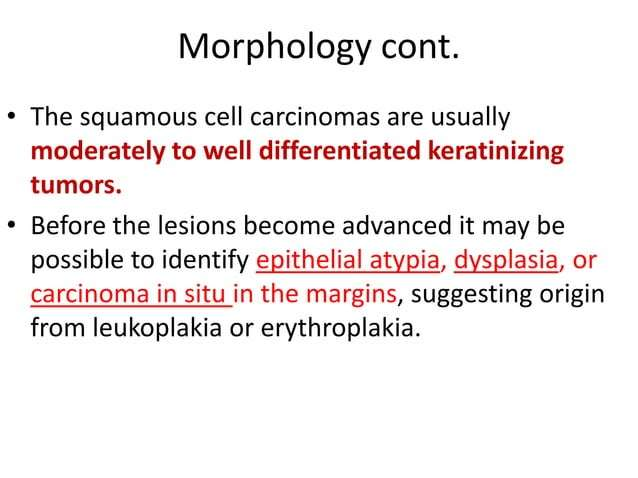 Morphology cont.
• The squamous cell carcinomas are usually
moderately to well differentiated keratinizing
tumors.
• Before the lesions become advanced it may be
possible to identify epithelial atypia, dysplasia, or
carcinoma in situ in the margins, suggesting origin
from leukoplakia or erythroplakia.